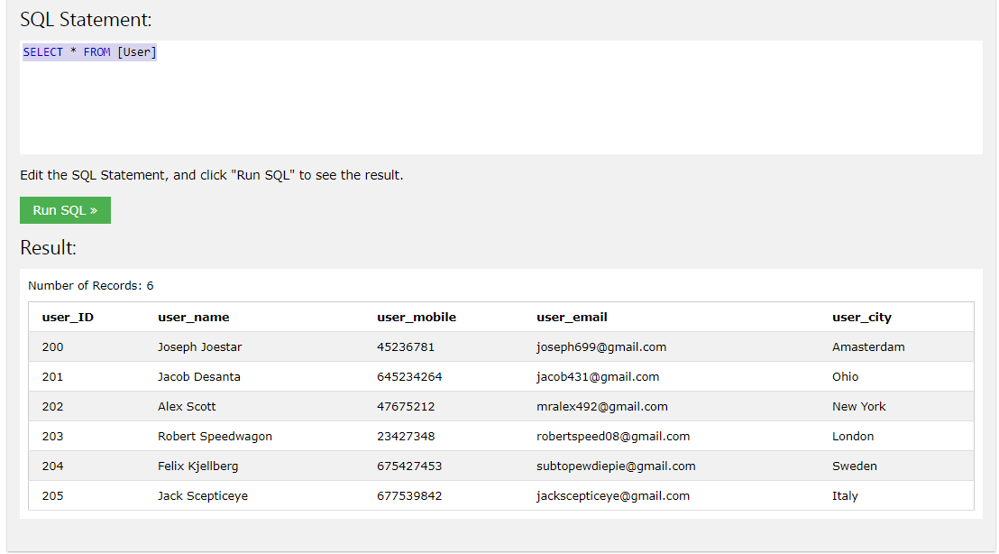 SQL Statement:
SELECT * FROM [User]
Edit the SQL Statement, and click "Run SQL" to see the result.
Run SQL »
Result:
Number of Records: 6
user_ID user_name user_mobile user_email user_city
200 Joseph Joestar 45236781 joseph699@gmail.com Amasterdam
201 Jacob Desanta 645234264 jacob431@gmail.com Ohio
202 Alex Scott 47675212 mralex492@gmail.com New York
203 Robert Speedwagon 23427348 robertspeed08@gmail.com London
204 Felix Kjellberg 675427453 subtopewdiepie@gmail.com Sweden
205 Jack Scepticeye 677539842 jackscepticeye@gmail.com Italy